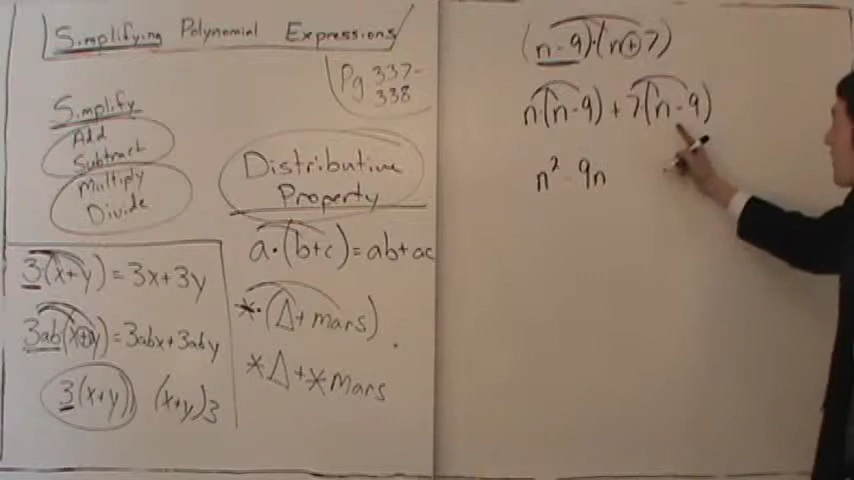 Simplifying Polynomial Expressions
Pg 337-
338
Simplify
Add
Subtract
Multiply
Divide
Distributive
Property
a·(b+c)=ab+ac
3(x+y)=3x+3y
3ab(x+y)=3abx+3aby
3(x+y) (x+y)3
*·(Δ+mars)
*Δ+*mars
(n-9)·(n+7)
n·(n-9)+7(n-9)
n² -9n